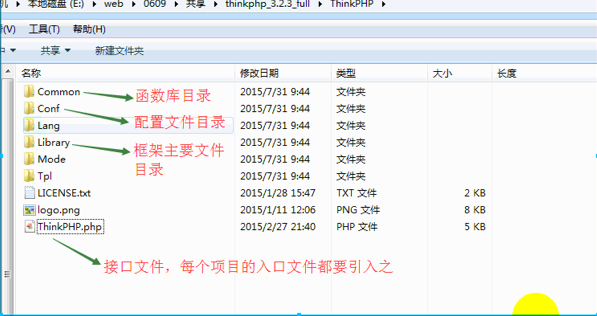 机 ▸ 本地磁盘 (E:) ▸ web ▸ 0609 ▸ 共享 ▸ thinkphp_3.2.3_full ▸ ThinkPHP ▸
(V) 工具(T) 帮助(H)
中 ▾ 共享 ▾ 新建文件夹
名称 修改日期 类型 大小 长度
Common 函数库目录 2015/7/31 9:44 文件夹
Conf 配置文件目录 2015/7/31 9:44 文件夹
Lang 2015/7/31 9:44 文件夹
Library 框架主要文件 2015/7/31 9:44 文件夹
Mode 目录 2015/7/31 9:44 文件夹
Tpl 2015/7/31 9:44 文件夹
LICENSE.txt 2015/1/28 15:47 TXT 文件 2 KB
logo.png 2015/1/11 12:06 PNG 文件 8 KB
ThinkPHP.php 2015/2/27 21:40 PHP 文件 5 KB
接口文件，每个项目的入口文件都要引入之